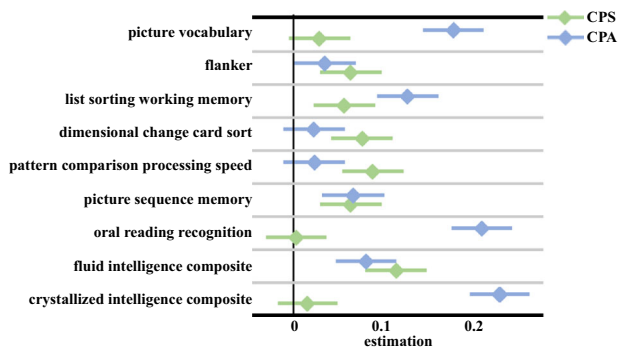 CPS
CPA
picture vocabulary
flanker
list sorting working memory
dimensional change card sort
pattern comparison processing speed
picture sequence memory
oral reading recognition
fluid intelligence composite
crystallized intelligence composite
0 0.1 0.2
estimation